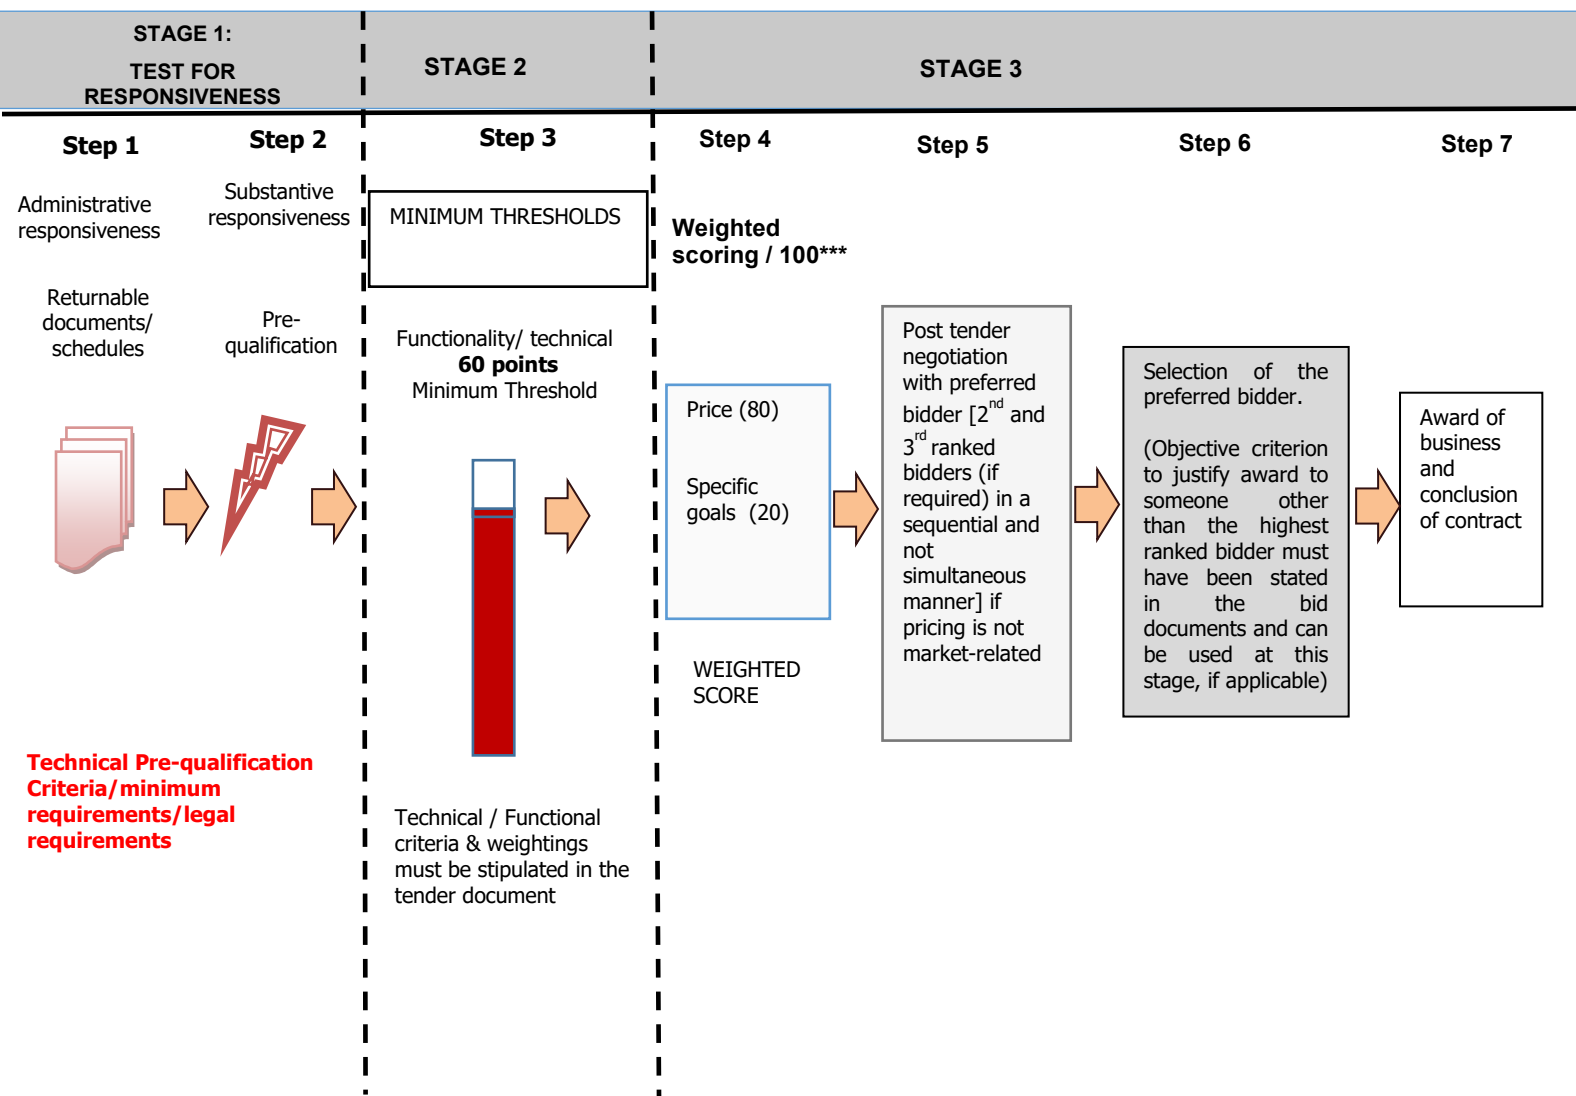 STAGE 1:
TEST FOR
RESPONSIVENESS
STAGE 2
STAGE 3
Step 1
Step 2
Step 3
Step 4
Step 5
Step 6
Step 7
Administrative
responsiveness
Returnable
documents/
schedules
Substantive
responsiveness
Pre-
qualification
Technical Pre-qualification
Criteria/minimum
requirements/legal
requirements
MINIMUM THRESHOLDS
Functionality/ technical
60 points
Minimum Threshold
Technical / Functional
criteria & weightings
must be stipulated in the
tender document
Weighted
scoring / 100***
Price (80)
Specific
goals (20)
WEIGHTED
SCORE
Post tender
negotiation
with preferred
bidder [2nd and
3rd ranked
bidders (if
required) in a
sequential and
not
simultaneous
manner] if
pricing is not
market-related
Selection of the
preferred bidder.
(Objective criterion
to justify award to
someone other
than the highest
ranked bidder must
have been stated
in the bid
documents and can
be used at this
stage, if applicable)
Award of
business
and
conclusion
of contract